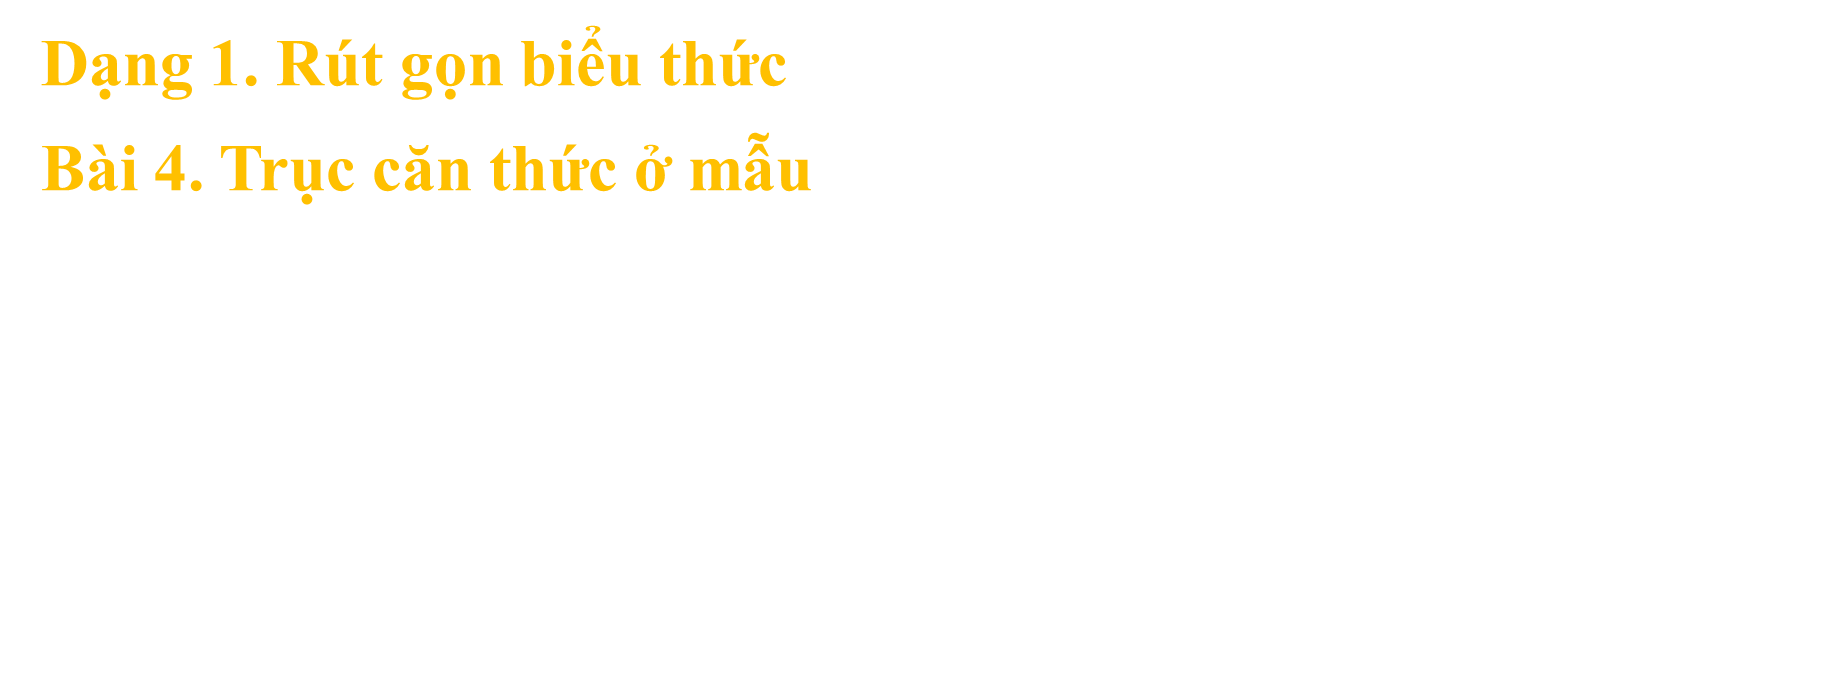 Dạng 1. Rút gọn biểu thức
Bài 4. Trục căn thức ở mẫu